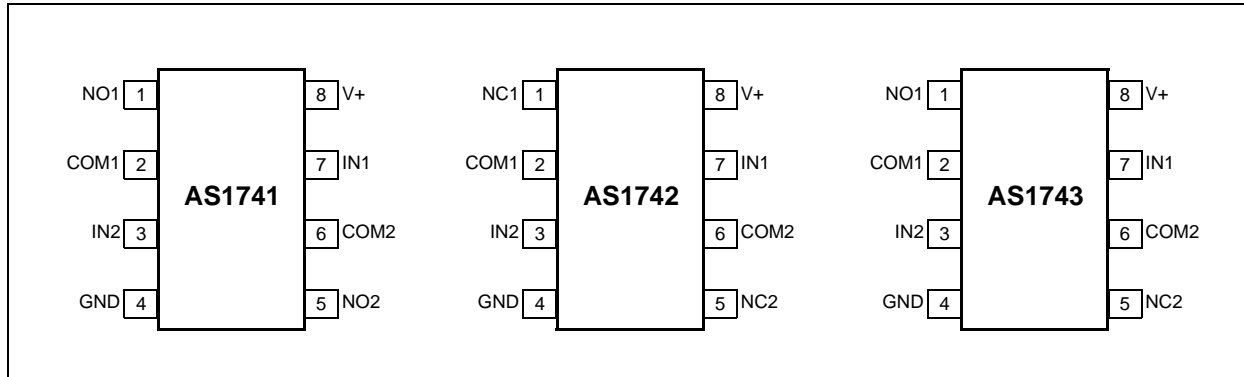 NO1 1 8 V+
COM1 2 7 IN1
AS1741
IN2 3 6 COM2
GND 4 5 NO2
NC1 1 8 V+
COM1 2 7 IN1
AS1742
IN2 3 6 COM2
GND 4 5 NC2
NO1 1 8 V+
COM1 2 7 IN1
AS1743
IN2 3 6 COM2
GND 4 5 NC2